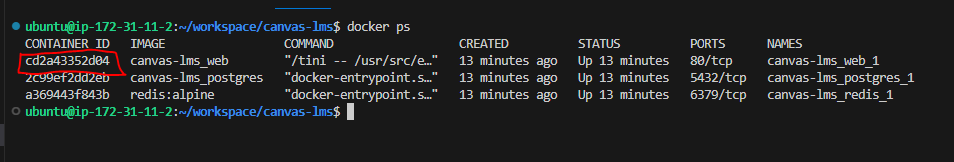 ubuntu@ip-172-31-11-2:~/workspace/canvas-lms$ docker ps
CONTAINER ID IMAGE COMMAND CREATED STATUS PORTS NAMES
cd2a43352d04 canvas-lms_web "/tini -- /usr/src/e…" 13 minutes ago Up 13 minutes 80/tcp canvas-lms_web_1
2c99ef2dd2eb canvas-lms_postgres "docker-entrypoint.s…" 13 minutes ago Up 13 minutes 5432/tcp canvas-lms_postgres_1
a369443f843b redis:alpine "docker-entrypoint.s…" 13 minutes ago Up 13 minutes 6379/tcp canvas-lms_redis_1
ubuntu@ip-172-31-11-2:~/workspace/canvas-lms$